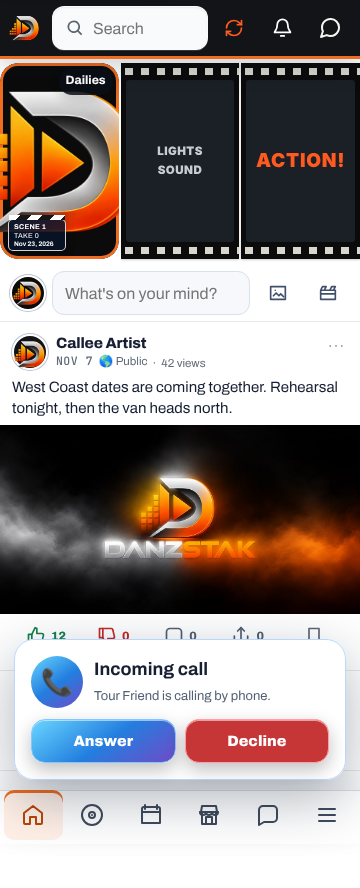 Search
Dailies
SCENE 1
TAKE 0
Nov 23, 2026
LIGHTS
SOUND
ACTION!
What's on your mind?
Callee Artist
NOV 7 🌎 Public · 42 views
West Coast dates are coming together. Rehearsal
tonight, then the van heads north.
DANZSTAK
12 0 0 0
Incoming call
Your Friend is calling by phone.
Answer Decline